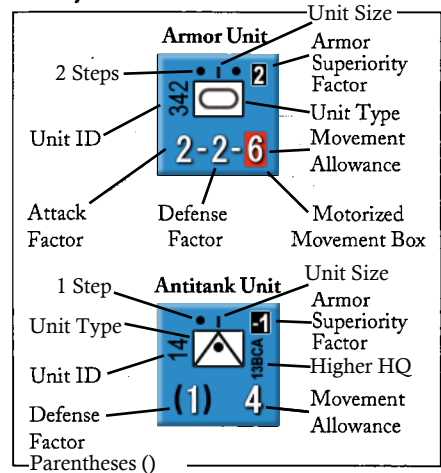 Unit Size
Armor Unit
2 Steps
Armor
Superiority
Factor
2
342
Unit Type
Unit ID
Movement
Allowance
2-2-6
Attack
Factor
Defense
Factor
Motorized
Movement Box
1 Step
Antitank Unit
Unit Size
Armor
Superiority
Factor
-1
Unit Type
14
13BCA
Higher HQ
Unit ID
(1) 4
Movement
Allowance
Defense
Factor
Parentheses ()